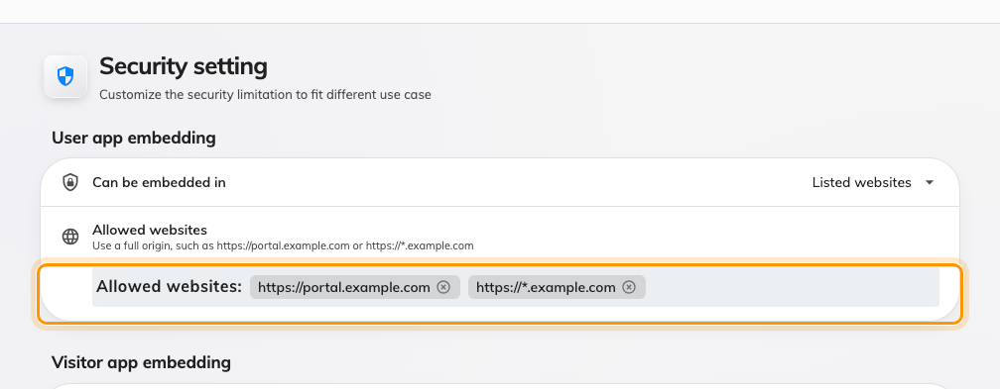 Security setting
Customize the security limitation to fit different use case
User app embedding
Can be embedded in Listed websites
Allowed websites
Use a full origin, such as https://portal.example.com or https://*.example.com
Allowed websites: https://portal.example.com https://*.example.com
Visitor app embedding